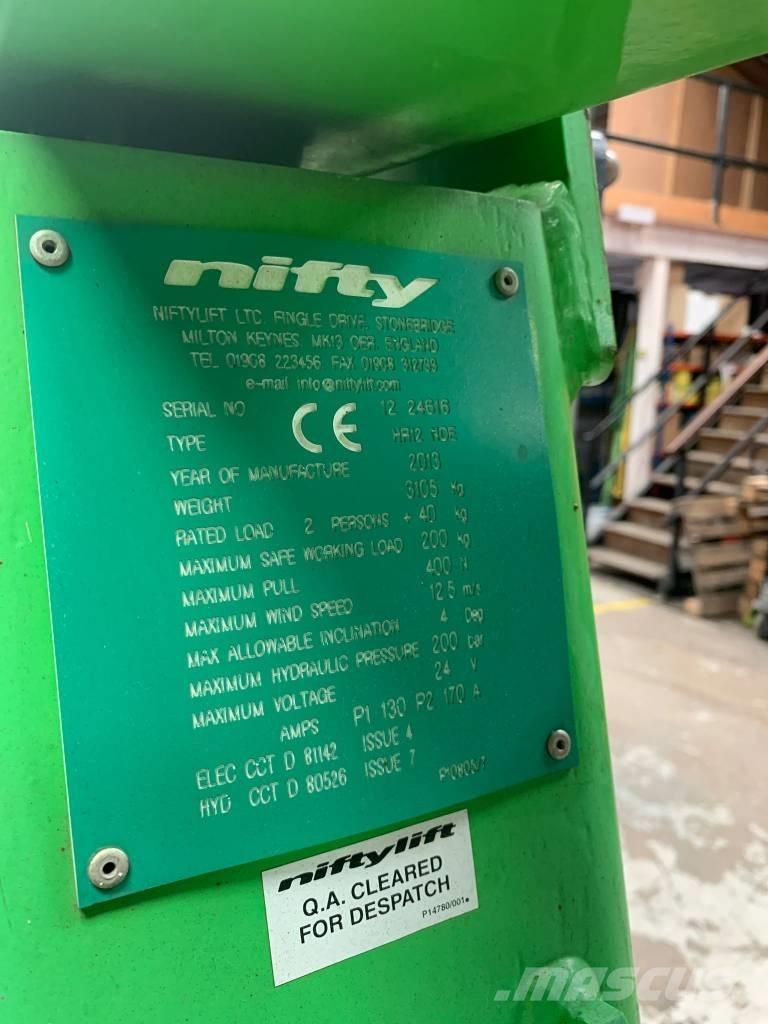 nifty
NIFTYLIFT LTD. FINGLE DRIVE, STONEBRIDGE,
MILTON KEYNES MK13 0ER, ENGLAND
TEL 01908 223456 FAX 01908 312733
e-mail info@niftylift.com
SERIAL NO 12 24616
CE
TYPE HR12 NDE
YEAR OF MANUFACTURE 2013
WEIGHT 3105 Kg
RATED LOAD 2 PERSONS + 40 kg
MAXIMUM SAFE WORKING LOAD 200 kg
MAXIMUM PULL 400 N
MAXIMUM WIND SPEED 12.5 m/s
MAX ALLOWABLE INCLINATION 4 Deg
MAXIMUM HYDRAULIC PRESSURE 200 bar
MAXIMUM VOLTAGE 24 V
AMPS P1 130 P2 170 A
ELEC CCT D 81142 ISSUE 4
HYD CCT D 80526 ISSUE 7
niftylift
Q.A. CLEARED
FOR DESPATCH
P14780/001
MASCUS